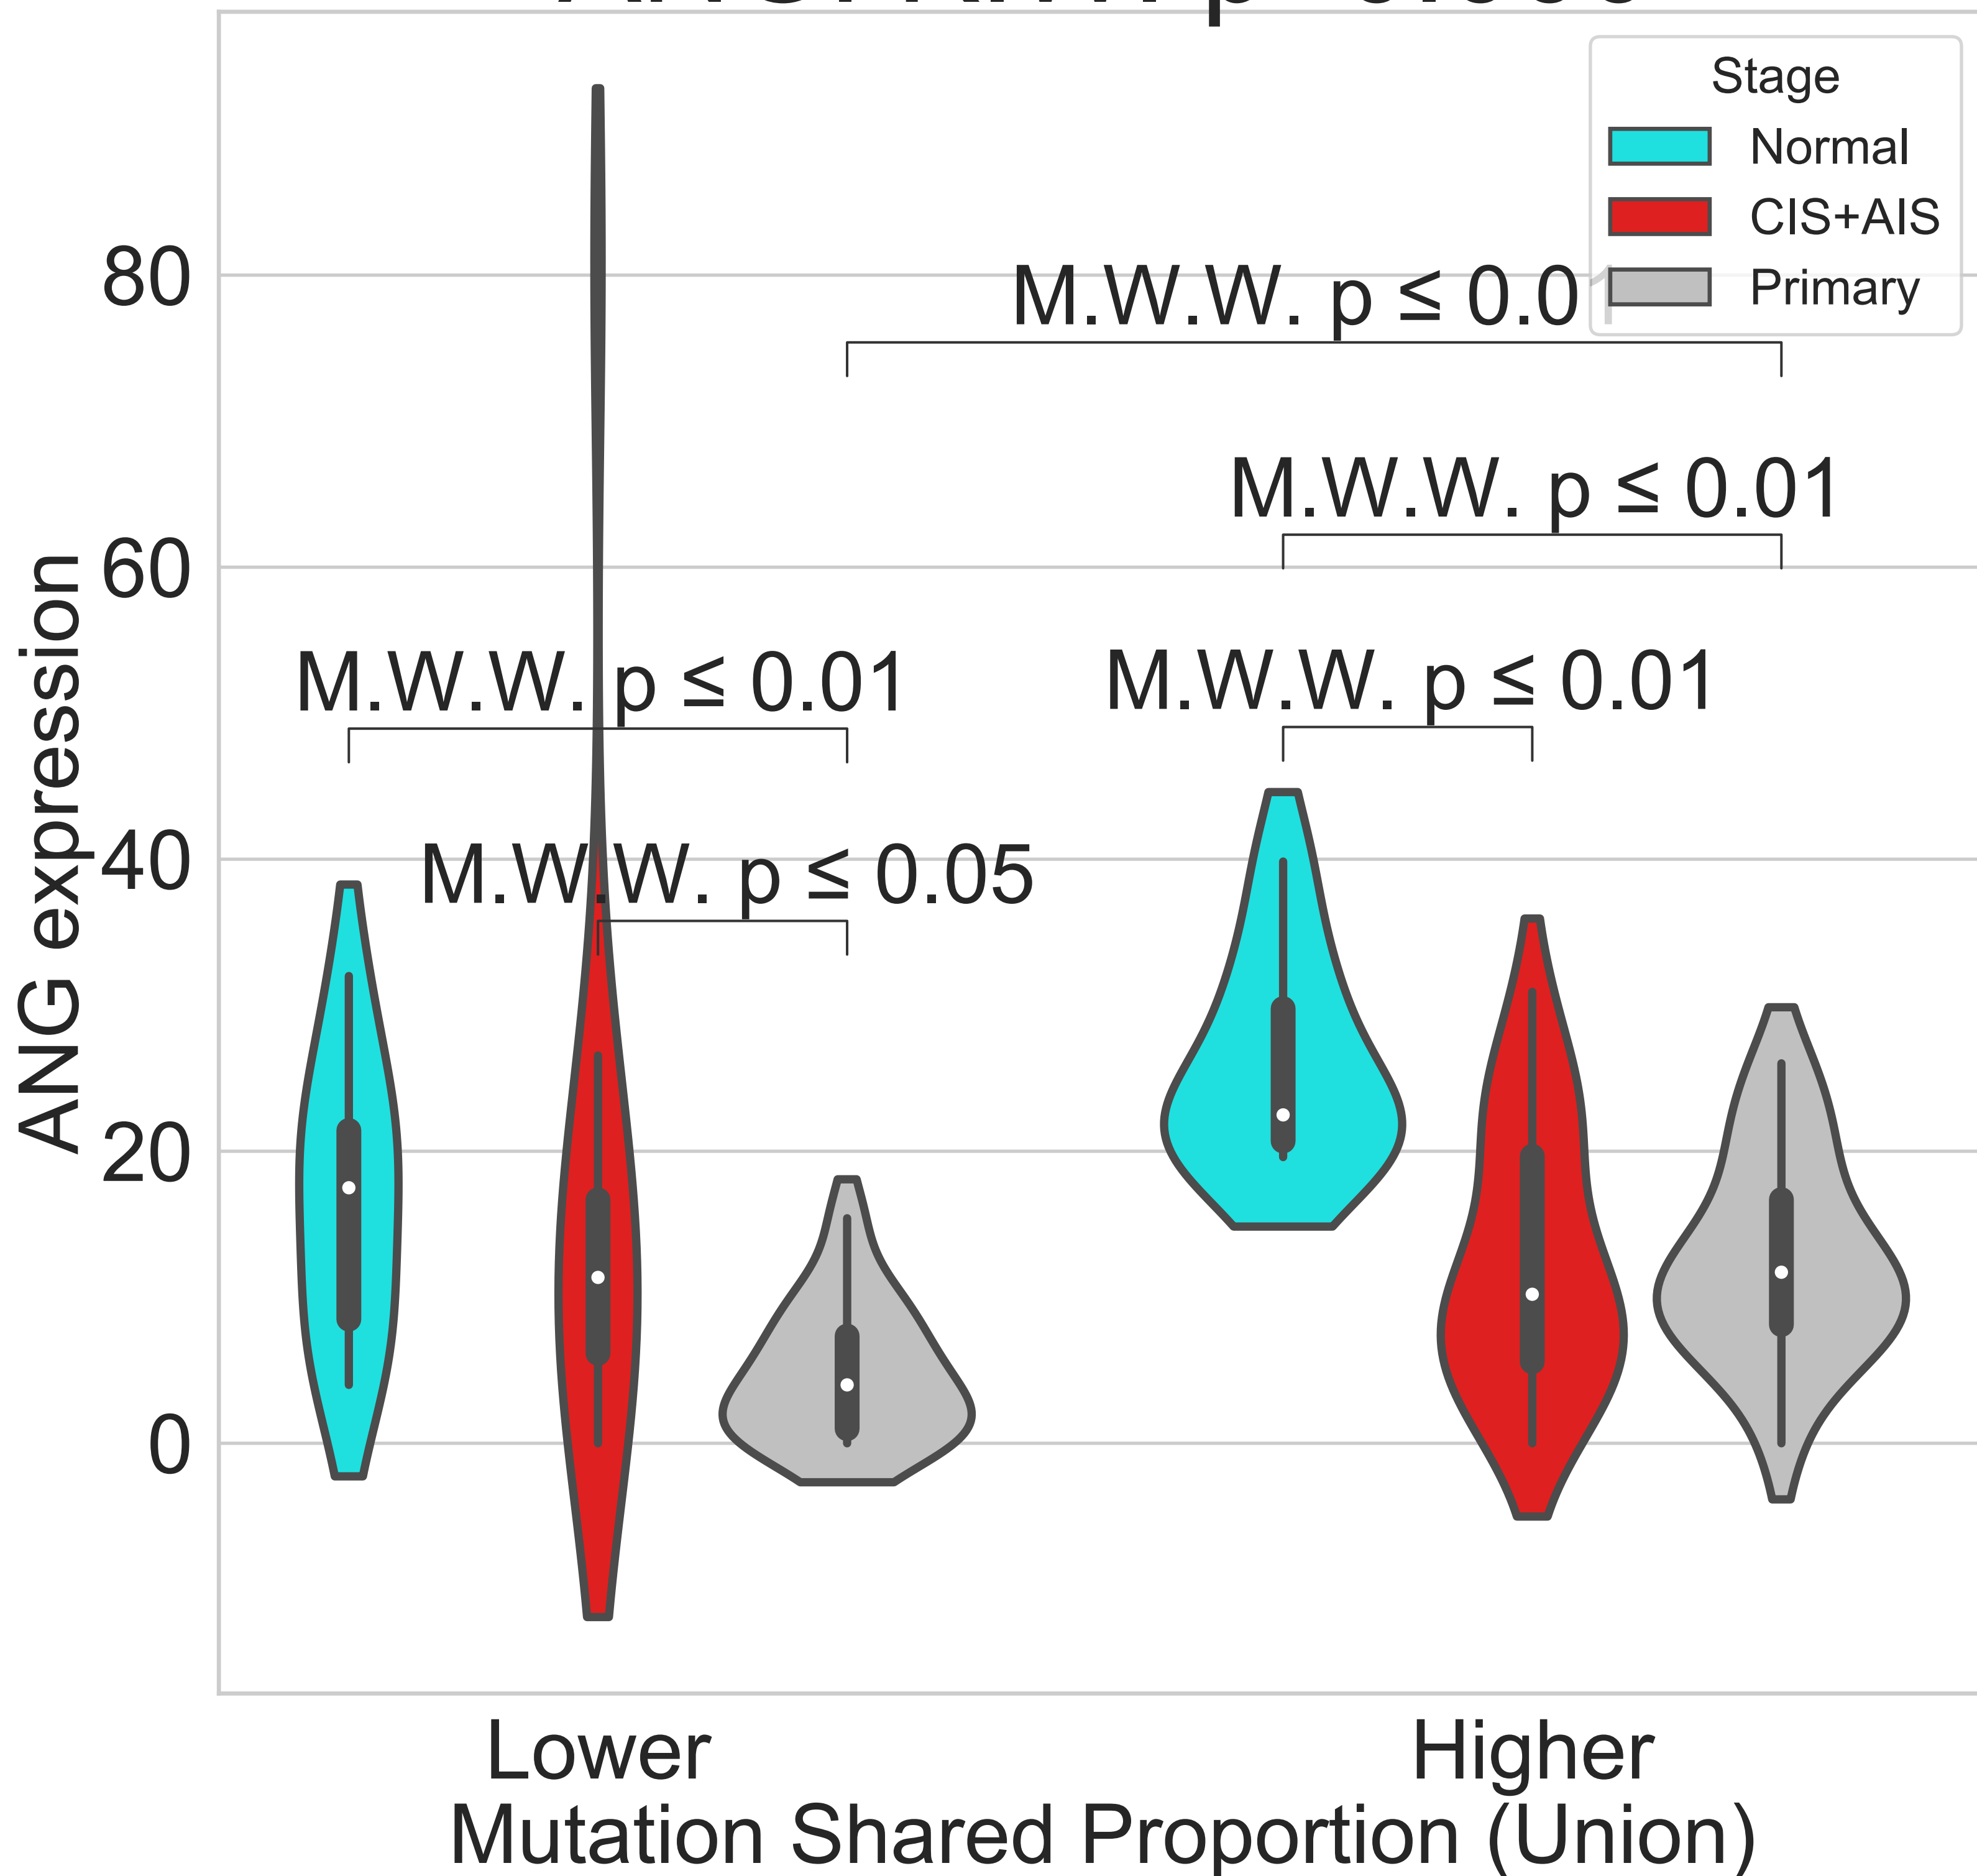 Stage
Normal
CIS+AIS
Primary
80
60
40
20
0
ANG expression
M.W.W. p ≤ 0.01
M.W.W. p ≤ 0.01
M.W.W. p ≤ 0.01
M.W.W. p ≤ 0.01
M.W.W. p ≤ 0.05
Lower
Higher
Mutation Shared Proportion (Union)